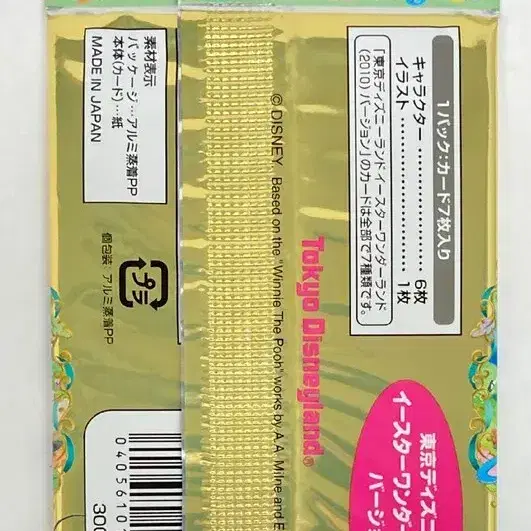 1パック:カード7枚入り
キャラクター ……………… 6枚
イラスト ……………………… 1枚
「東京ディズニーランド イースターワンダーランド
(2010)バージョン」のカードは全部で7種類です。
東京ディズ
イースターワンダー
バージョ
Tokyo Disneyland®
© DISNEY. Based on the "Winnie The Pooh" works by A. A. Milne and E
素材表示
パッケージ…アルミ蒸着PP
本体(カード)…紙
MADE IN JAPAN
プラ
個包装: アルミ蒸着PP
0405610
300